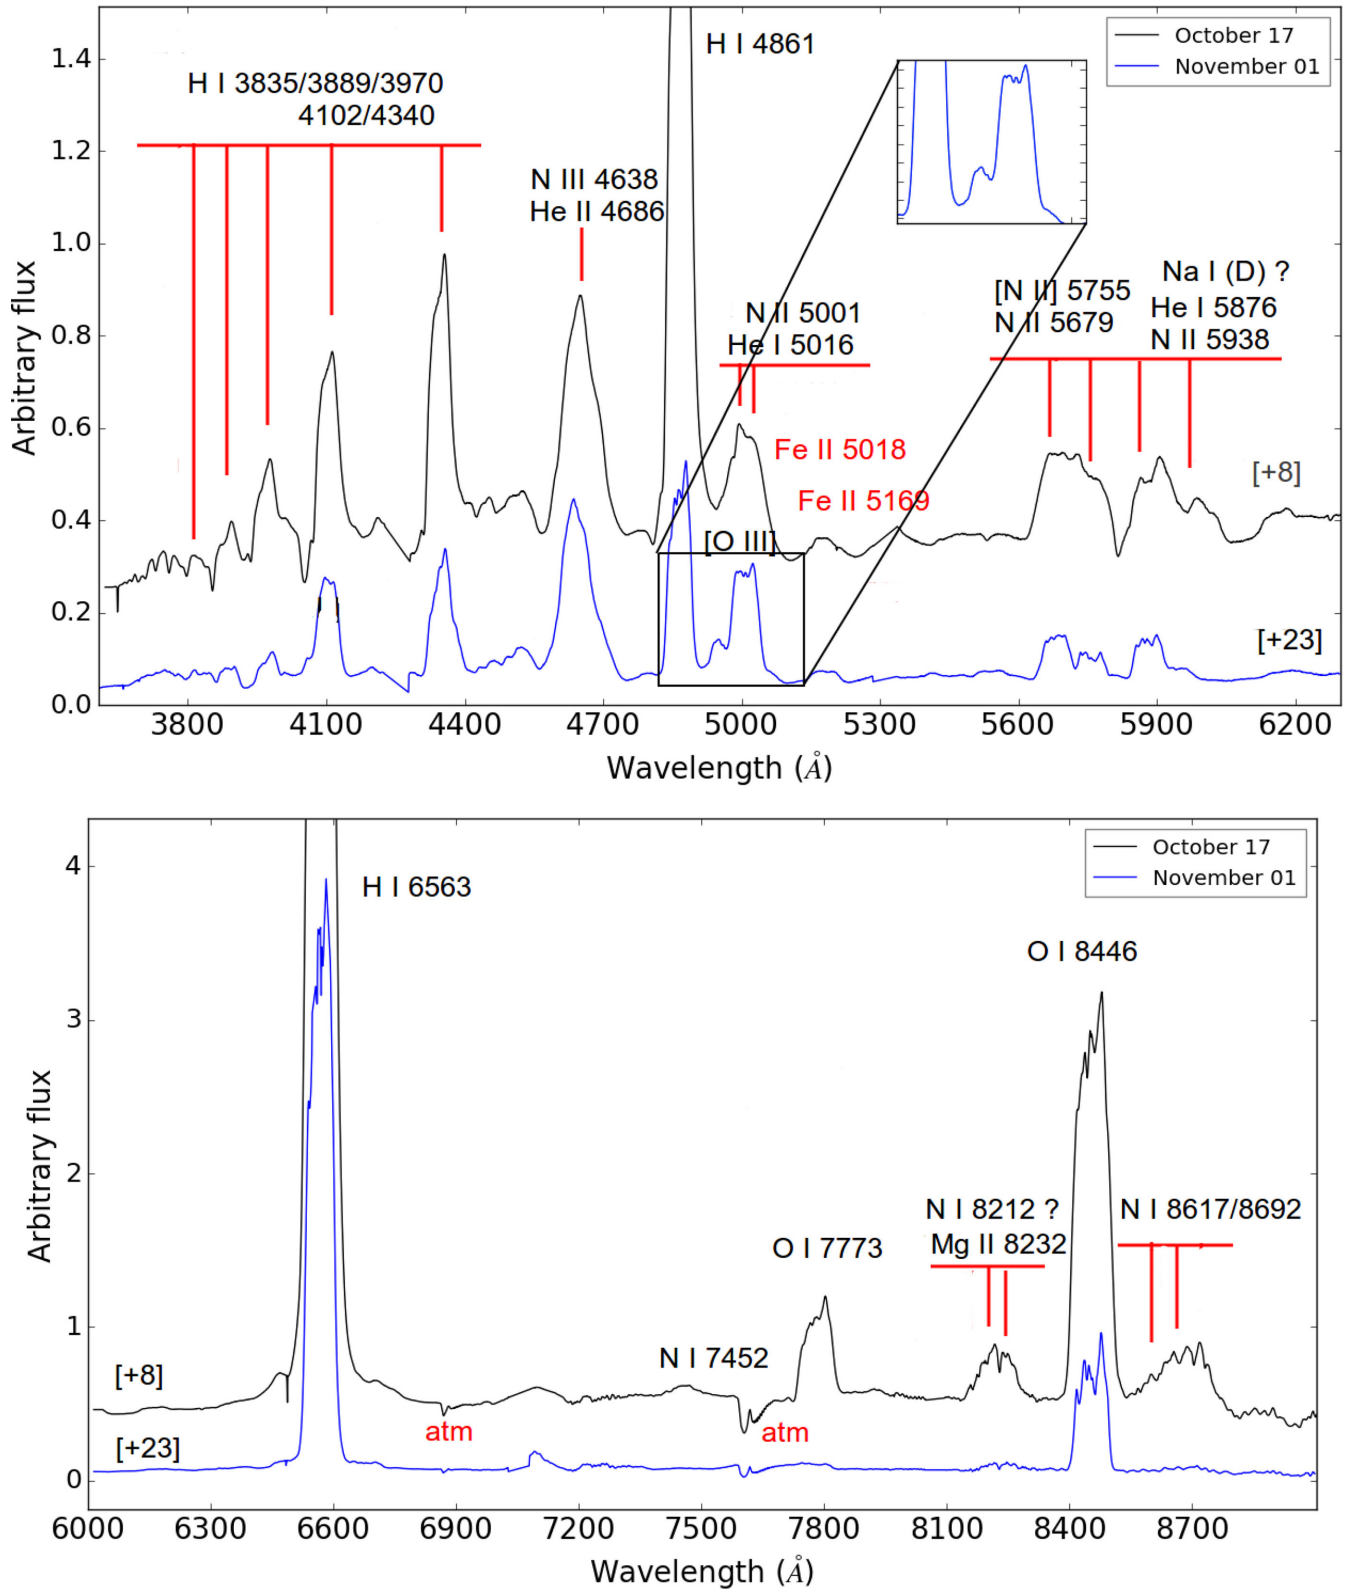 H I 4861
October 17
November 01
H I 3835/3889/3970
4102/4340
N III 4638
He II 4686
N II 5001
He I 5016
[N II] 5755
N II 5679
Na I (D) ?
He I 5876
N II 5938
Fe II 5018
Fe II 5169
[O III]
[+8]
[+23]
1.4
1.2
1.0
0.8
0.6
0.4
0.2
0.0
Arbitrary flux
3800 4100 4400 4700 5000 5300 5600 5900 6200
Wavelength (Å)
October 17
November 01
H I 6563
O I 8446
N I 8212 ?
Mg II 8232
N I 8617/8692
O I 7773
N I 7452
[+8]
atm
atm
[+23]
4
3
2
1
0
Arbitrary flux
6000 6300 6600 6900 7200 7500 7800 8100 8400 8700
Wavelength (Å)